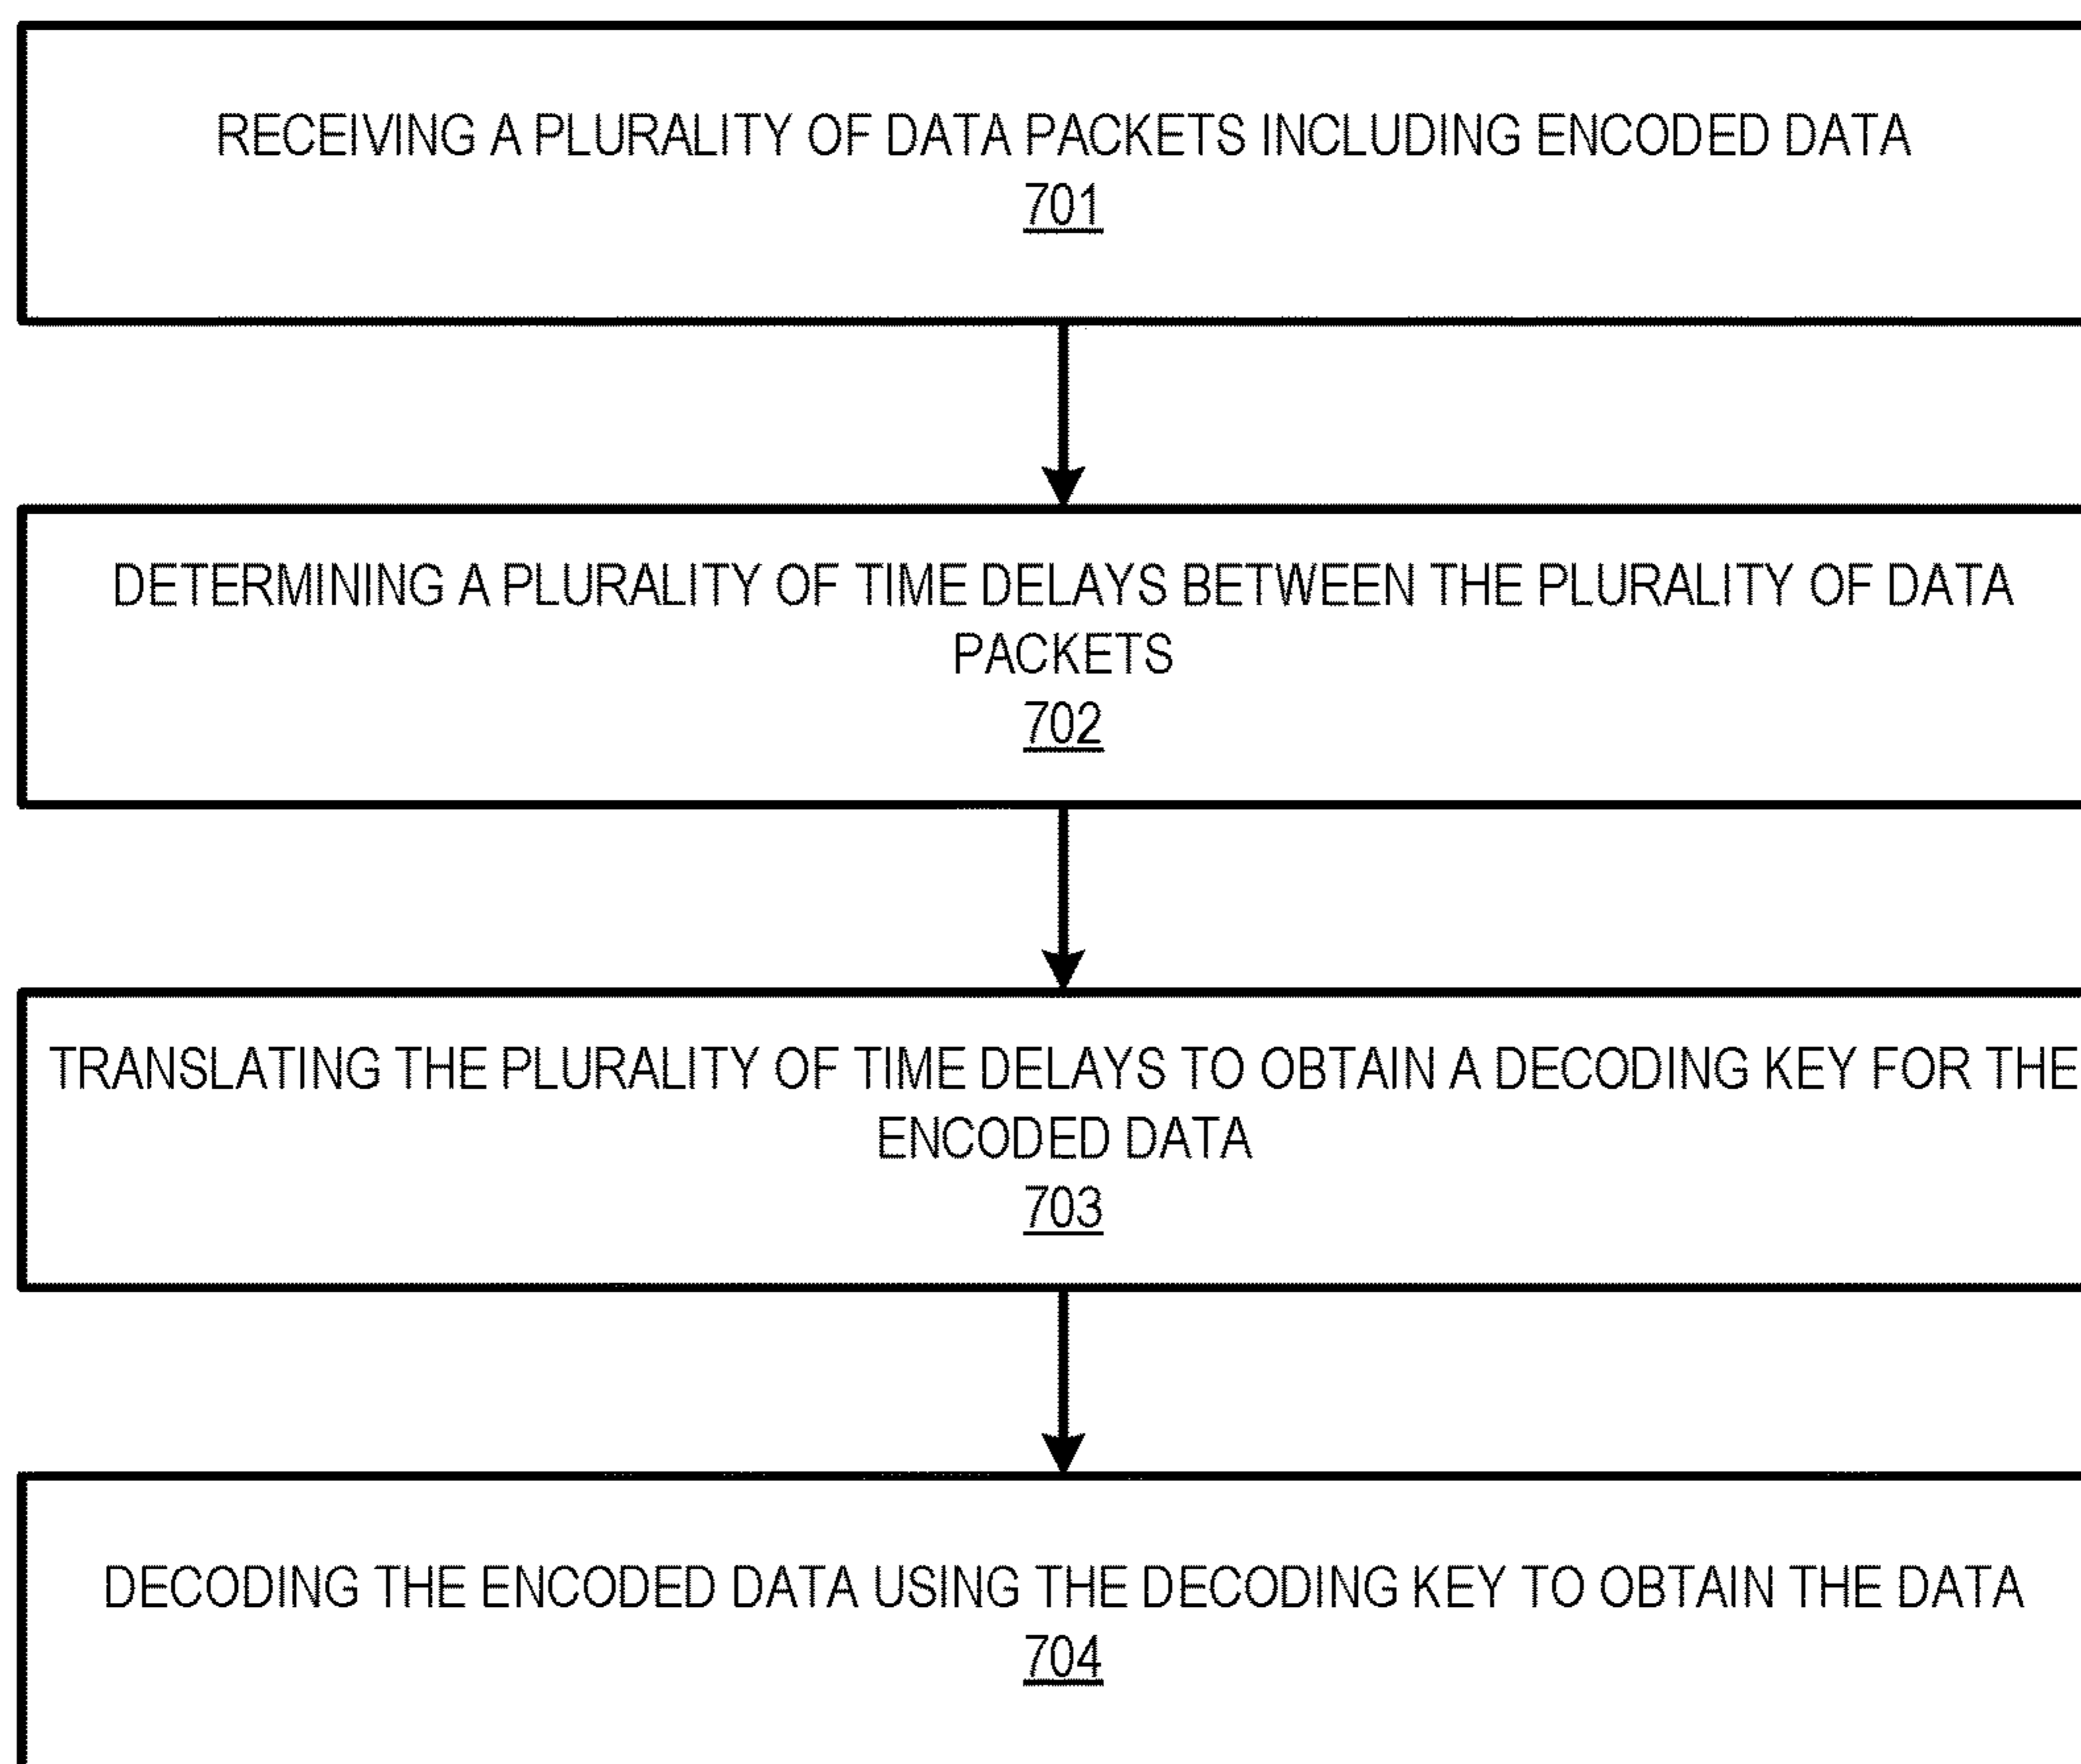 RECEIVING A PLURALITY OF DATA PACKETS INCLUDING ENCODED DATA
701
DETERMINING A PLURALITY OF TIME DELAYS BETWEEN THE PLURALITY OF DATA
PACKETS
702
TRANSLATING THE PLURALITY OF TIME DELAYS TO OBTAIN A DECODING KEY FOR THE
ENCODED DATA
703
DECODING THE ENCODED DATA USING THE DECODING KEY TO OBTAIN THE DATA
704